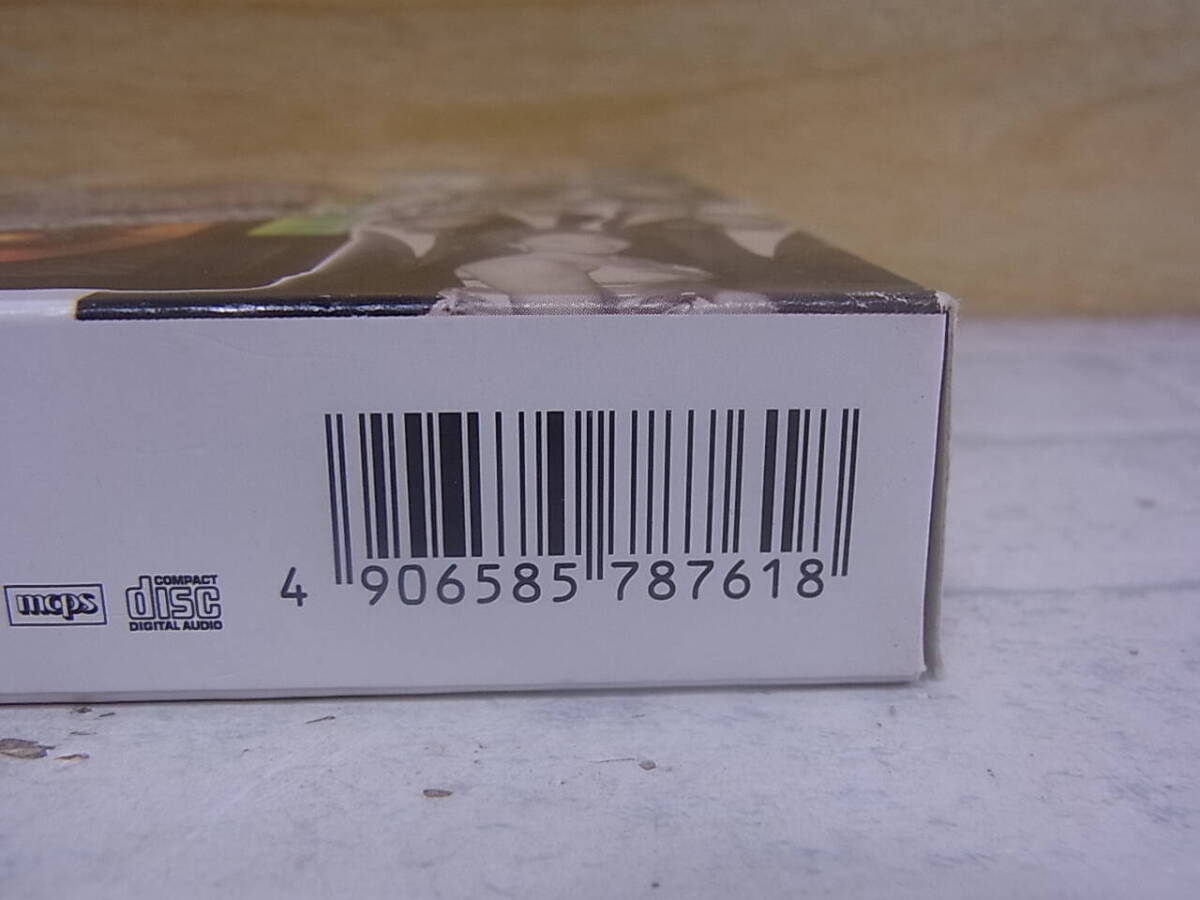 mcps
COMPACT
disc
DIGITAL AUDIO
4 906585 787618